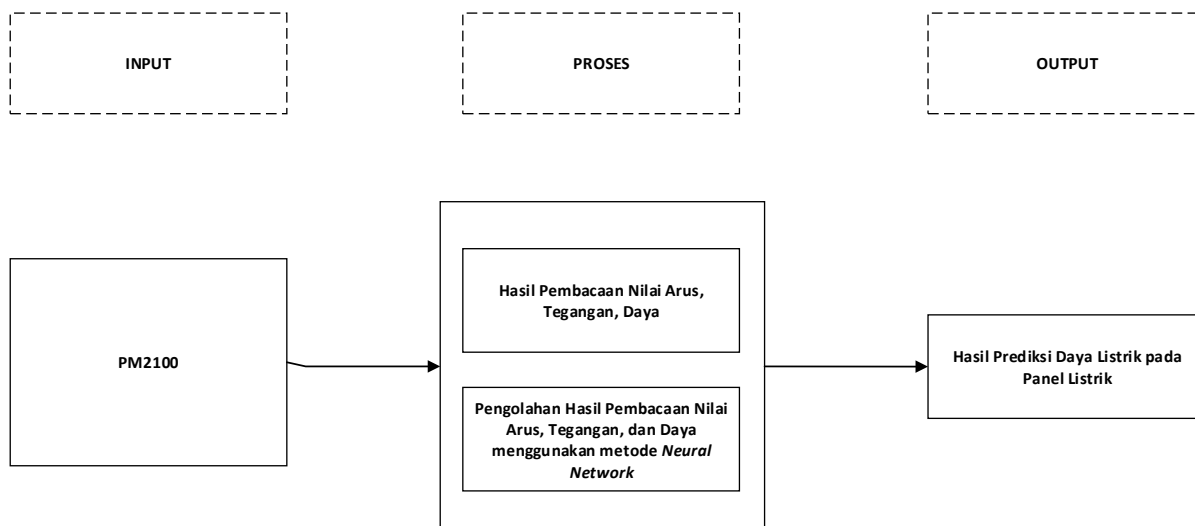 INPUT
PROSES
OUTPUT
PM2100
Hasil Pembacaan Nilai Arus,
Tegangan, Daya
Pengolahan Hasil Pembacaan Nilai
Arus, Tegangan, dan Daya
menggunakan metode Neural
Network
Hasil Prediksi Daya Listrik pada
Panel Listrik